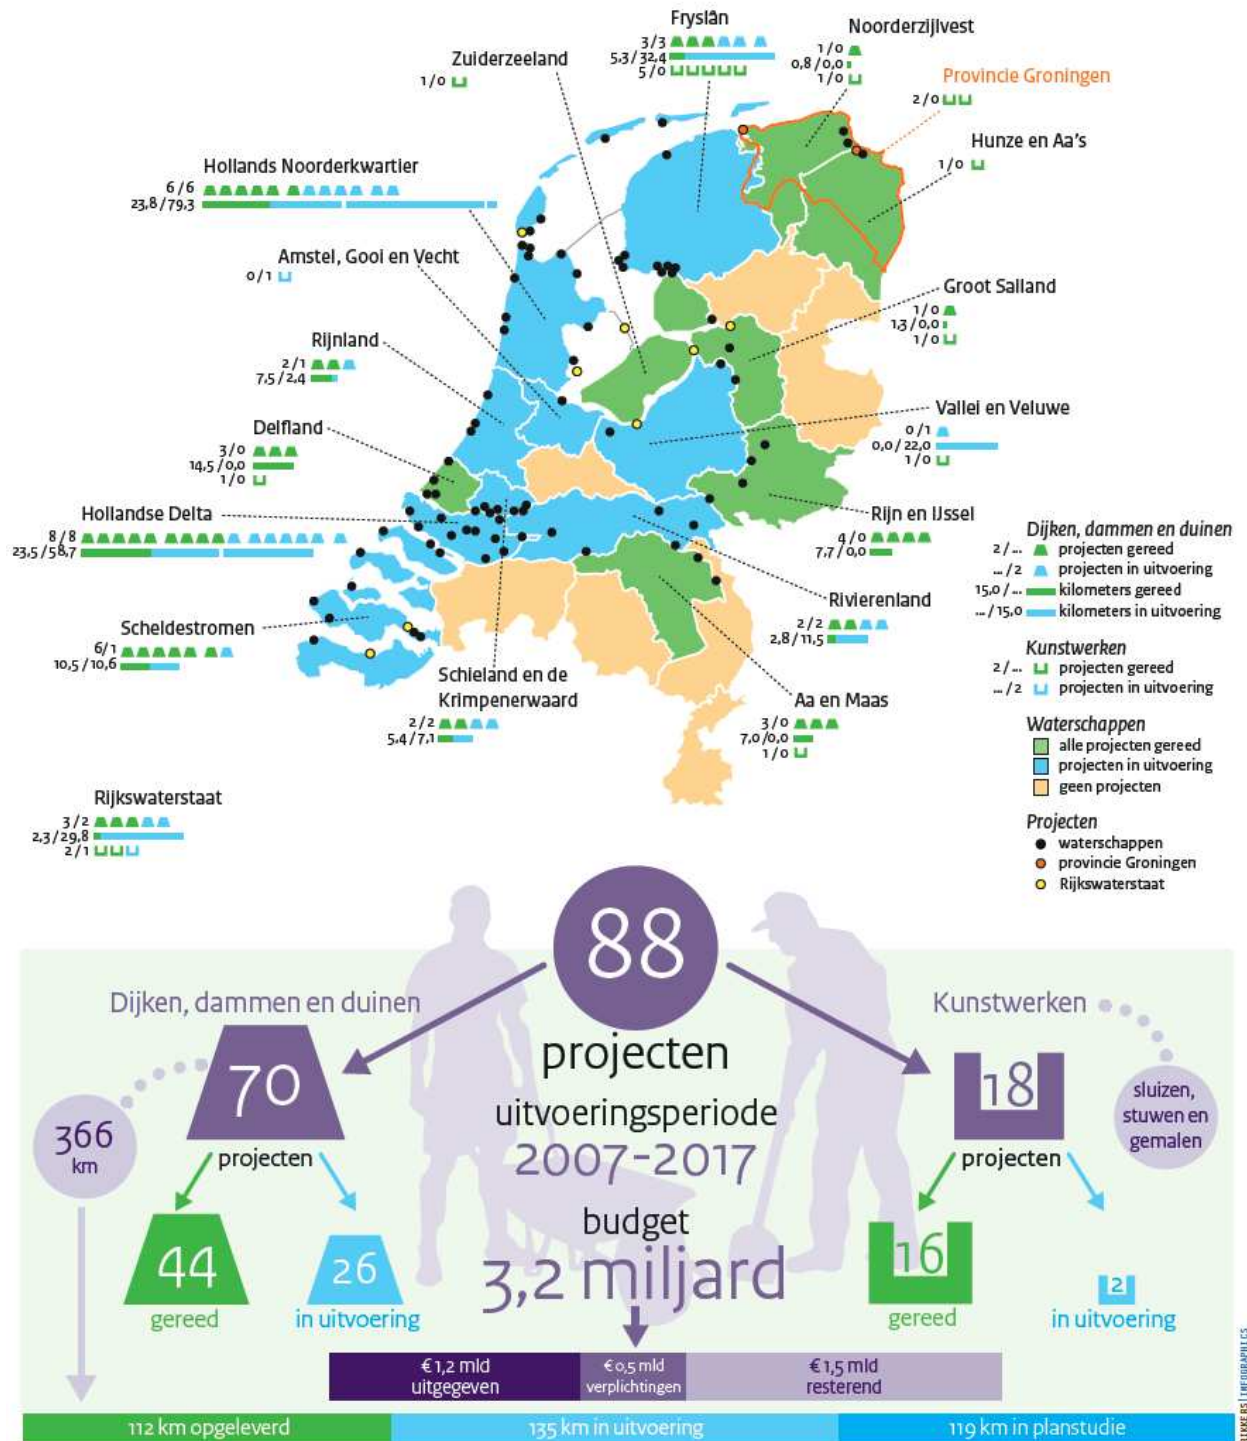 Fryslân
3/3
5,3/32,4
5/0
Noorderzijlvest
1/0
0,8/0,0
1/0
Zuiderzeeland
1/0
Provincie Groningen
2/0
Hunze en Aa's
1/0
Hollands Noorderkwartier
6/6
23,8/79,3
Amstel, Gooi en Vecht
0/1
Groot Salland
1/0
1,3/0,0
1/0
Rijnland
2/1
7,5/2,4
Vallei en Veluwe
0/1
0,0/22,0
1/0
Delfland
3/0
14,5/0,0
1/0
Hollandse Delta
8/8
23,5/58,7
Rijn en IJssel
4/0
7,7/0,0
Rivierenland
2/2
2,8/11,5
Scheldestromen
6/1
10,5/10,6
Schieland en de
Krimpenerwaard
2/2
5,4/7,1
Aa en Maas
3/0
7,0/0,0
1/0
Rijkswaterstaat
3/2
2,3/29,8
2/1
Dijken, dammen en duinen
2/... projecten gereed
.../2 projecten in uitvoering
15,0/... kilometers gereed
.../15,0 kilometers in uitvoering
Kunstwerken
2/... projecten gereed
.../2 projecten in uitvoering
Waterschappen
alle projecten gereed
projecten in uitvoering
geen projecten
Projecten
waterschappen
provincie Groningen
Rijkswaterstaat
88
projecten
uitvoeringsperiode
2007-2017
budget
3,2 miljard
Dijken, dammen en duinen
70
projecten
366
km
44
gereed
26
in uitvoering
Kunstwerken
18
projecten
sluizen,
stuwen en
gemalen
16
gereed
2
in uitvoering
€ 1,2 mld
uitgegeven
€ 0,5 mld
verplichtingen
€ 1,5 mld
resterend
112 km opgeleverd
135 km in uitvoering
119 km in planstudie
IKKERS | INFOGRAPHICS